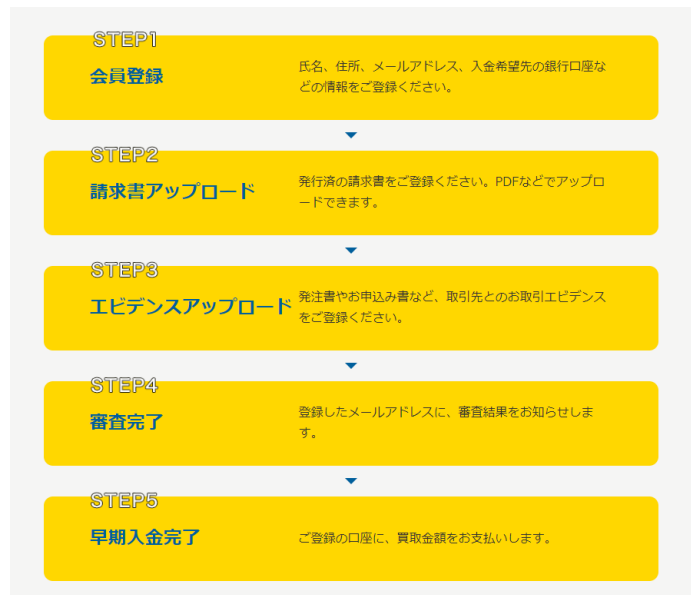 STEP1
会員登録
氏名、住所、メールアドレス、入金希望先の銀行口座な
どの情報をご登録ください。
STEP2
請求書アップロード
発行済の請求書をご登録ください。PDFなどでアップロ
ードできます。
STEP3
エビデンスアップロード
発注書やお申込み書など、取引先とのお取引エビデンス
をご登録ください。
STEP4
審査完了
登録したメールアドレスに、審査結果をお知らせしま
す。
STEP5
早期入金完了
ご登録の口座に、買取金額をお支払いします。